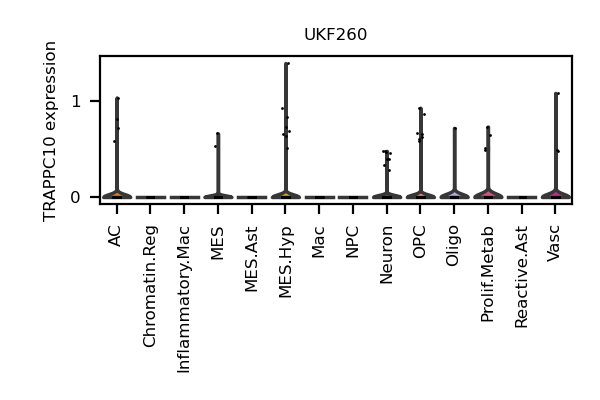 UKF260
TRAPPC10 expression
1
0
AC
Chromatin.Reg
Inflammatory.Mac
MES
MES.Ast
MES.Hyp
Mac
NPC
Neuron
OPC
Oligo
Prolif.Metab
Reactive.Ast
Vasc